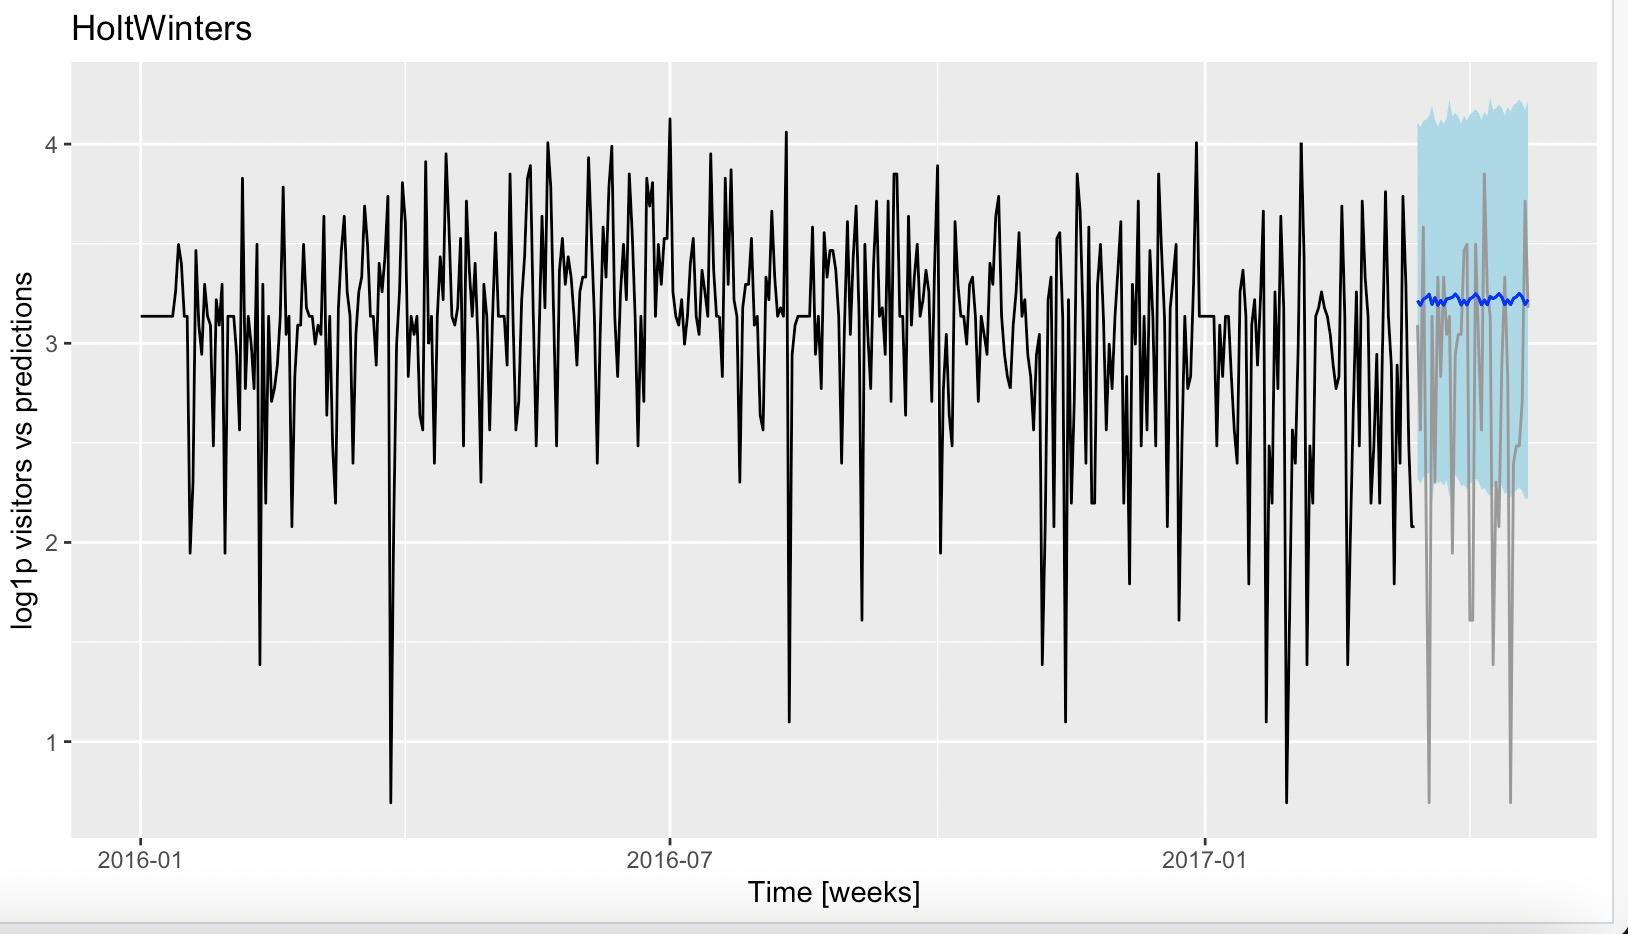 HoltWinters
log1p visitors vs predictions
4
3
2
1
2016-01
2016-07
2017-01
Time [weeks]